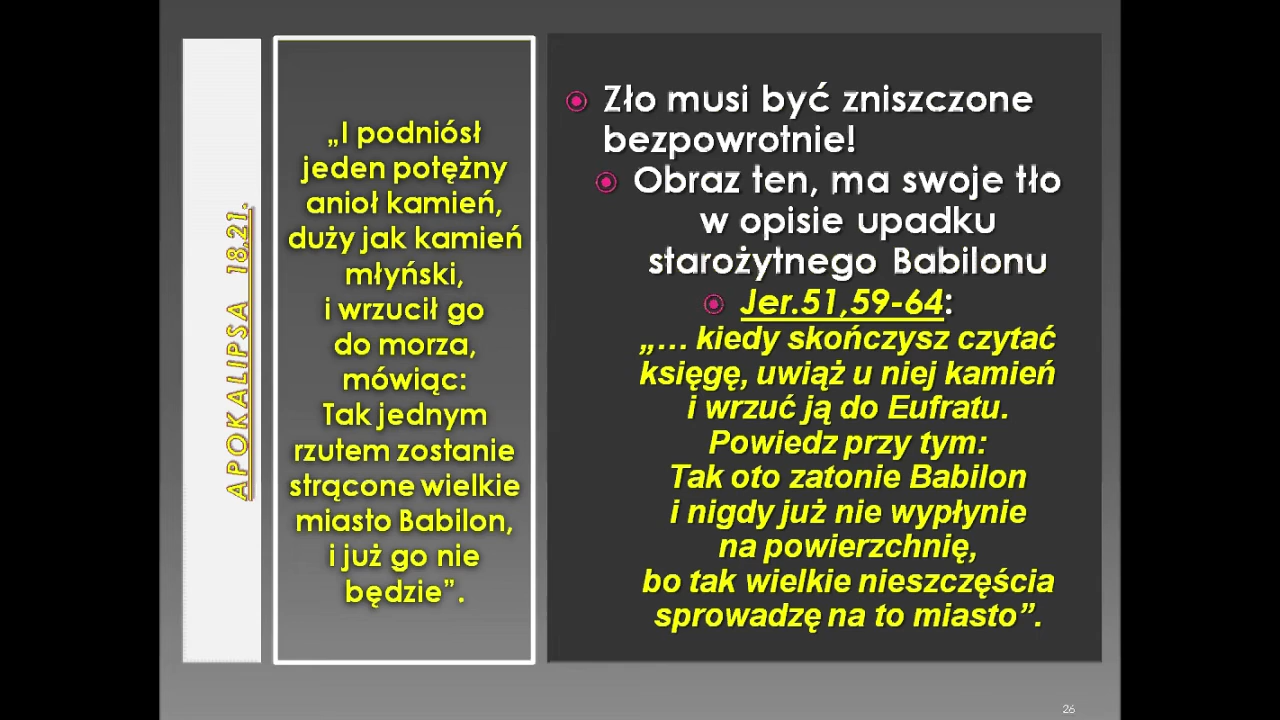 APOKALIPSA 18.21.
„I podniósł
jeden potężny
anioł kamień,
duży jak kamień
młyński,
i wrzucił go
do morza,
mówiąc:
Tak jednym
rzutem zostanie
strącone wielkie
miasto Babilon,
i już go nie
będzie”.
Zło musi być zniszczone
bezpowrotnie!
Obraz ten, ma swoje tło
w opisie upadku
starożytnego Babilonu
Jer.51,59-64:
„… kiedy skończysz czytać
księgę, uwiąż u niej kamień
i wrzuć ją do Eufratu.
Powiedz przy tym:
Tak oto zatonie Babilon
i nigdy już nie wypłynie
na powierzchnię,
bo tak wielkie nieszczęścia
sprowadzę na to miasto”.
26